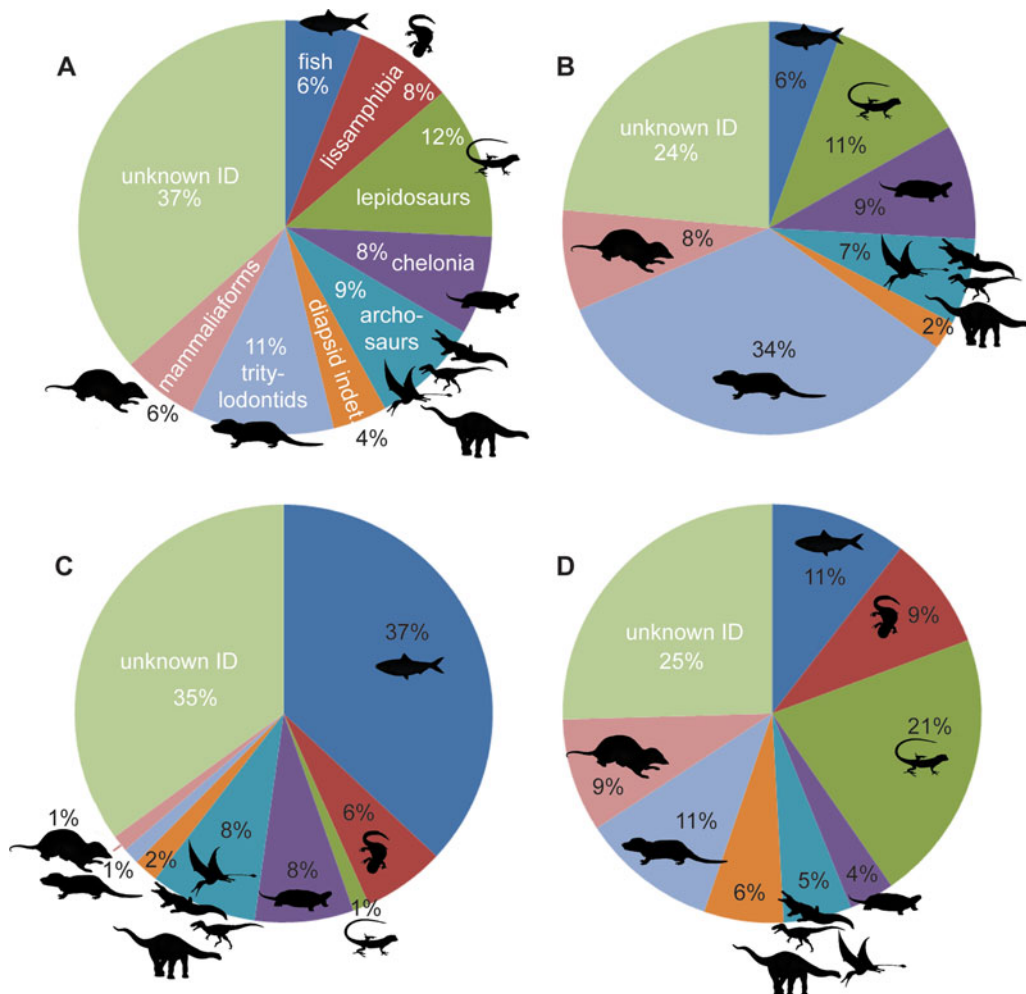 A
fish
6%
lissamphibia
8%
12%
lepidosaurs
8%
chelonia
9%
archo-
saurs
diapsid indet
4%
11%
trity-
lodontids
mammaliaforms
6%
unknown ID
37%
B
6%
11%
9%
7%
2%
34%
8%
unknown ID
24%
C
37%
6%
1%
8%
8%
2%
1%
1%
unknown ID
35%
D
11%
9%
21%
4%
5%
6%
11%
9%
unknown ID
25%